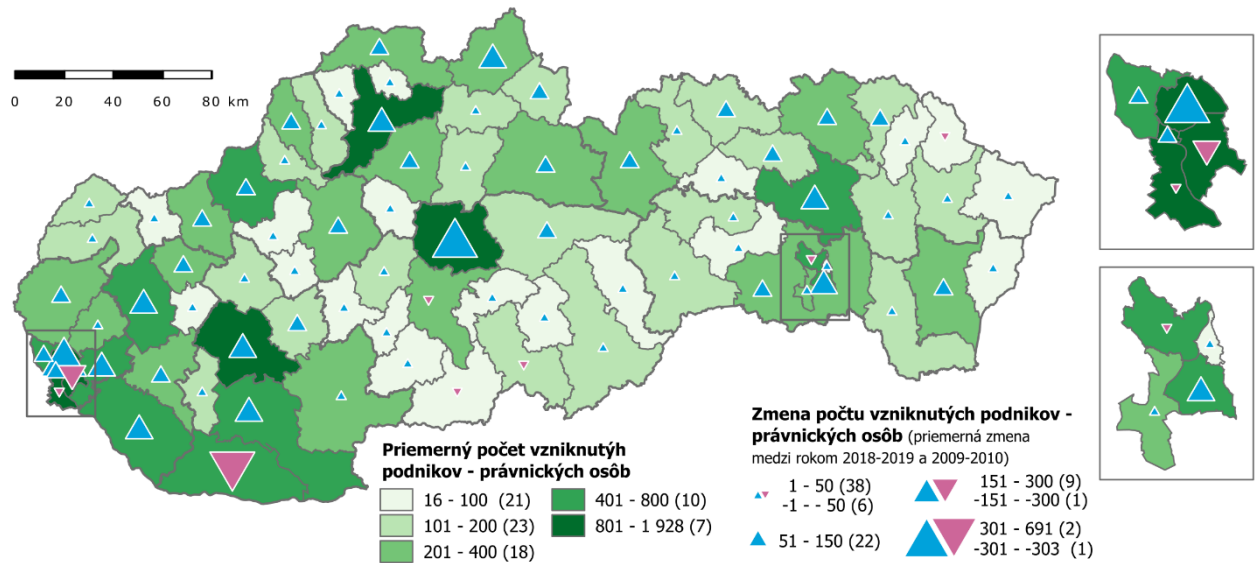 0 20 40 60 80 km
Priemerný počet vzniknutýh
podnikov - právnických osôb
16 - 100 (21)
101 - 200 (23)
201 - 400 (18)
401 - 800 (10)
801 - 1 928 (7)
Zmena počtu vzniknutých podnikov -
právnických osôb (priemerná zmena
medzi rokom 2018-2019 a 2009-2010)
1 - 50 (38)
-1 - -50 (6)
51 - 150 (22)
151 - 300 (9)
-151 - -300 (1)
301 - 691 (2)
-301 - -303 (1)